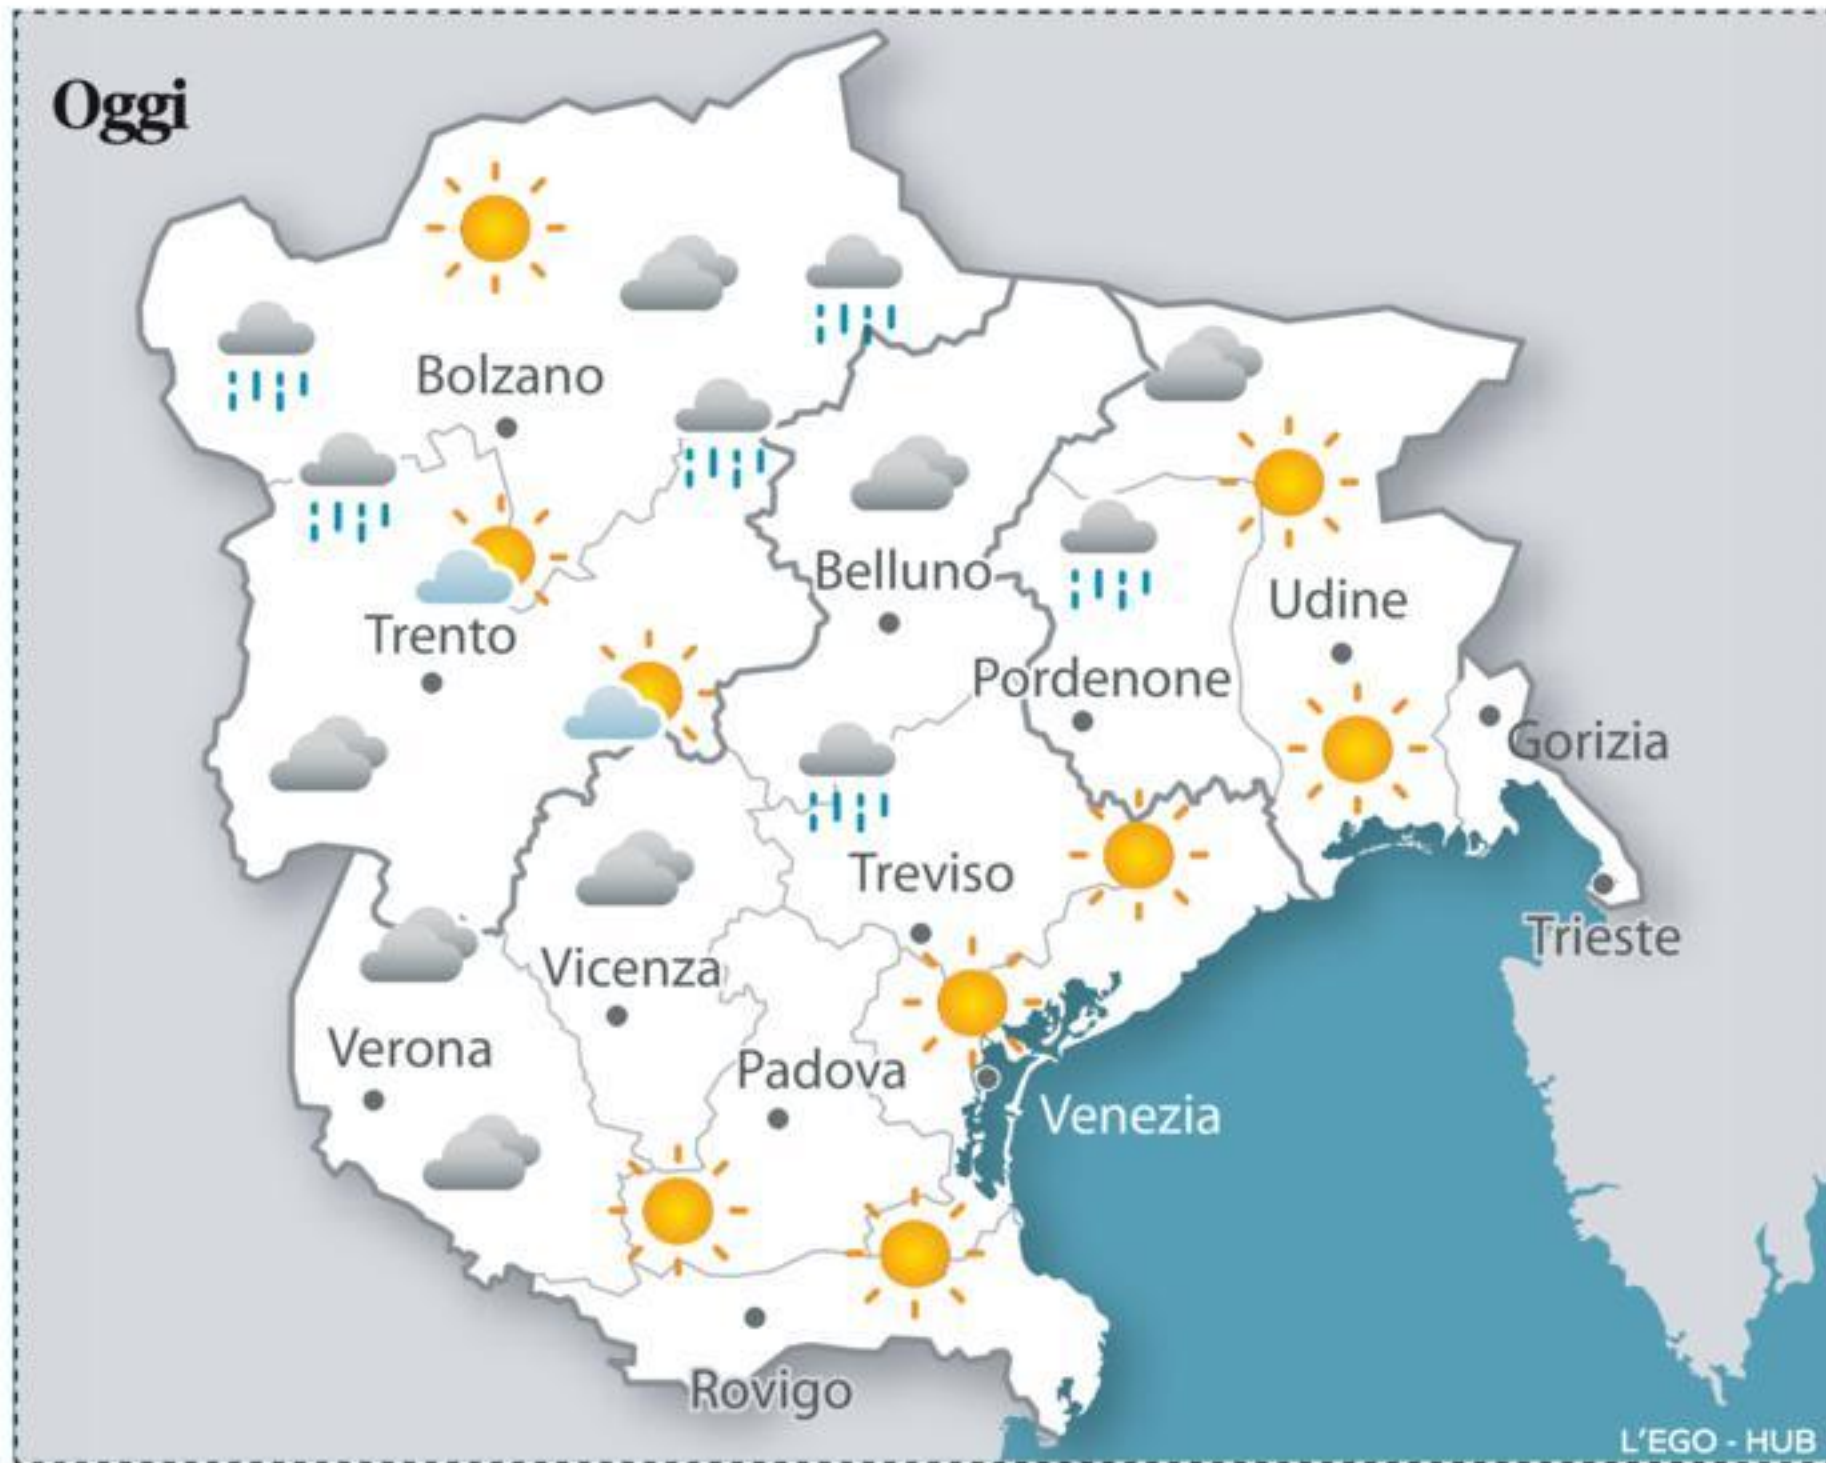 Oggi
Bolzano
Belluno
Udine
Trento
Pordenone
Gorizia
Treviso
Trieste
Vicenza
Verona
Padova
Venezia
Rovigo
L'EGO - HUB